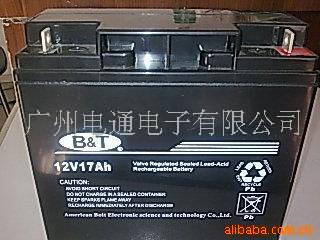 广州电通电子有限公司
B&T
12V17Ah
Valve Regulated Sealed Lead-Acid
Rechargeable Battery
CAUTION:
AVOID SHORT CIRCUIT
DO NOT CHARGE IN A SEALED CONTAINER
KEEP SPARKS FLAME AWAY
RECHARGE IMMEDIATELY AFTER DISCHARGE
RECYCLE
Pb
Pb
American Bolt Electronic science and technology Co., Ltd.
alibaba.com.cn